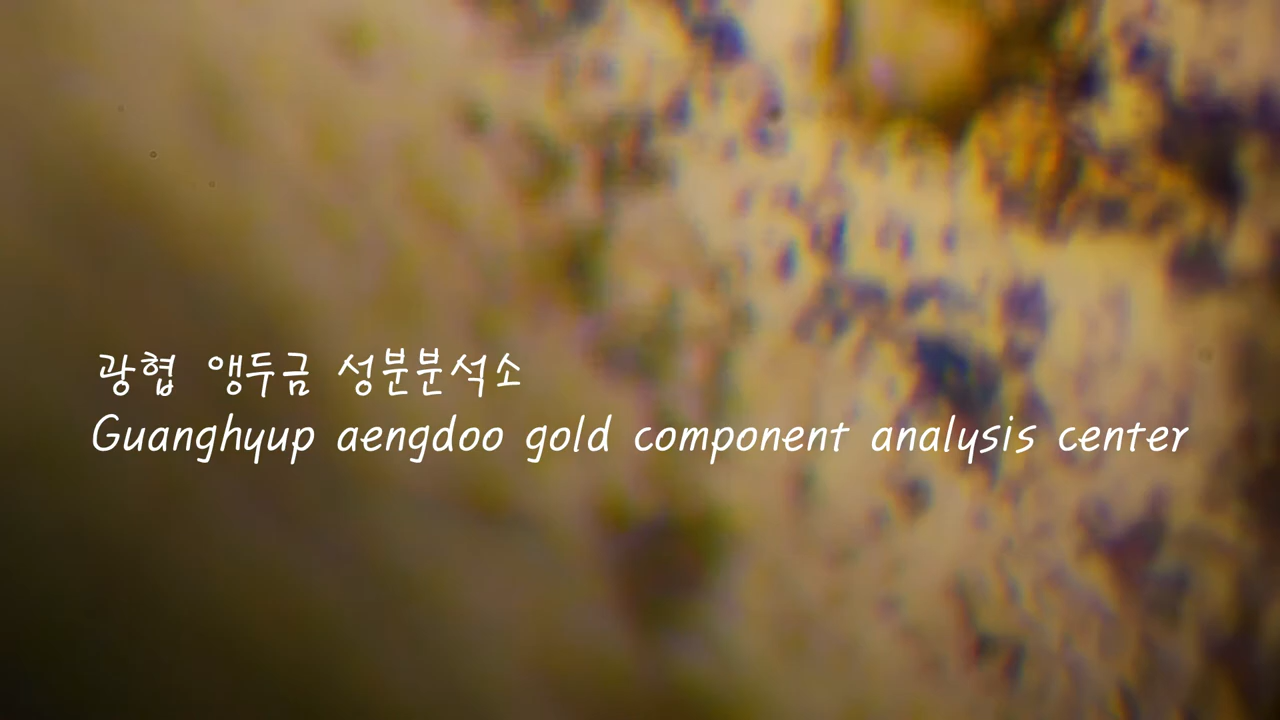 광협 앵두금 성분분석소
Guanghyup aengdoo gold component analysis center